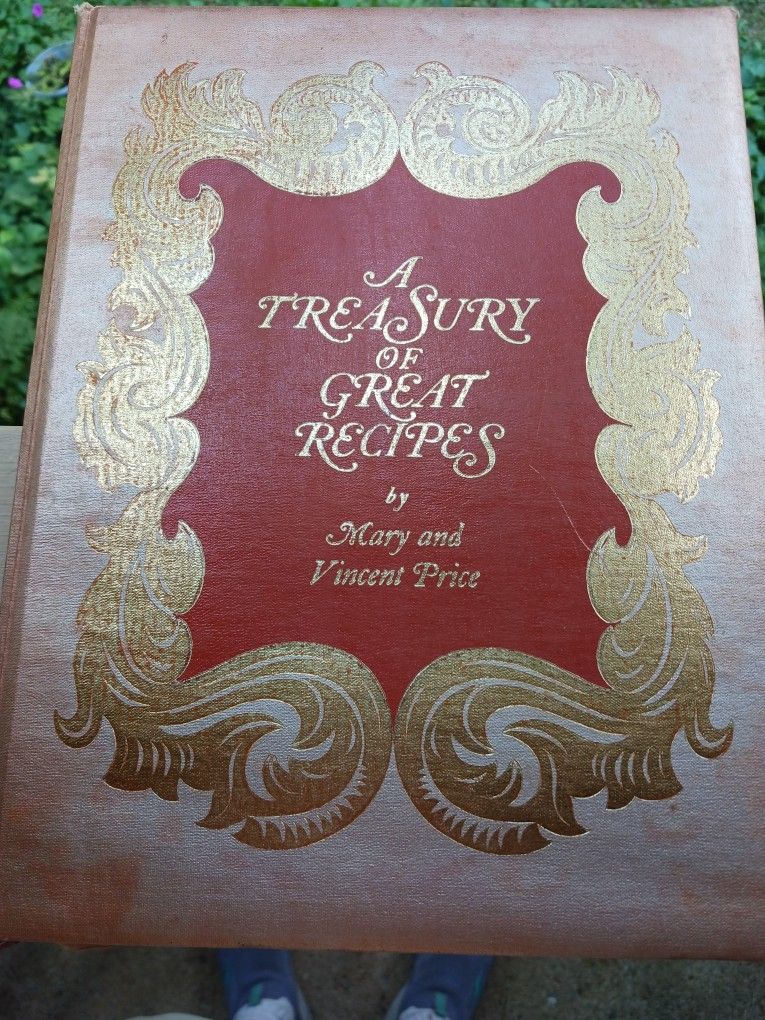 A
TREASURY
OF
GREAT
RECIPES
by
Mary and
Vincent Price